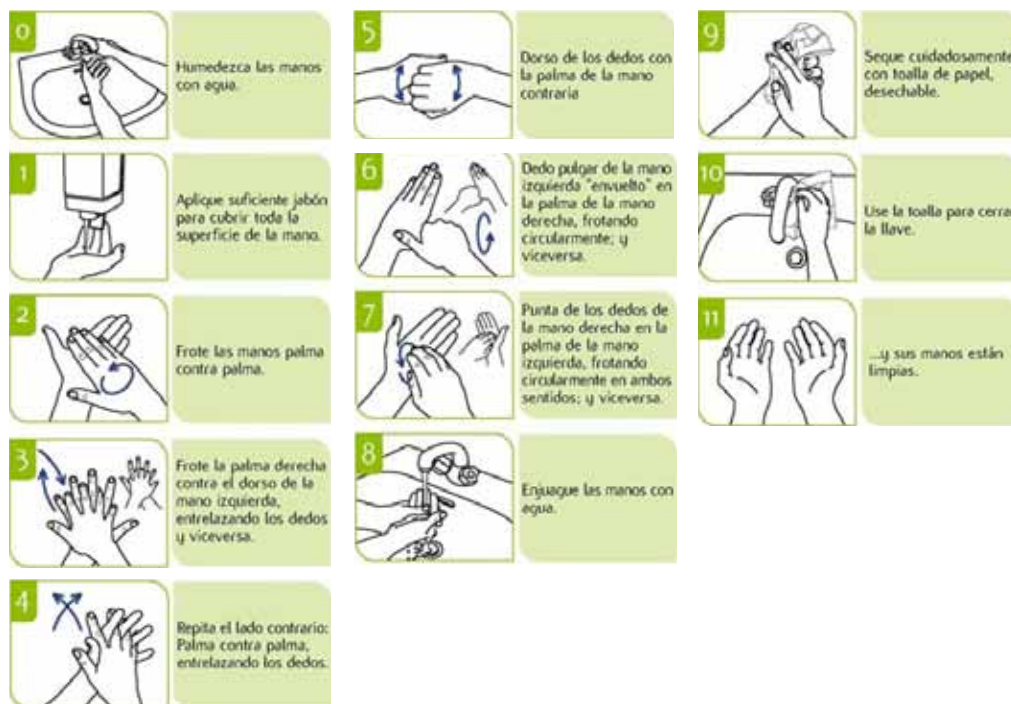 0
Humedezca las manos
con agua.
1
Aplique suficiente jabón
para cubrir toda la
superficie de la mano.
2
Frote las manos palma
contra palma.
3
Frote la palma derecha
contra el dorso de la
mano izquierda,
entrelazando los dedos
y viceversa.
4
Repita el lado contrario:
Palma contra palma,
entrelazando los dedos.
5
Dorso de los dedos con
la palma de la mano
contraria
6
Dedo pulgar de la mano
izquierda "envuelto" en
la palma de la mano
derecha, frotando
circularmente; y
viceversa.
7
Punta de los dedos de
la mano derecha en la
palma de la mano
izquierda, frotando
circularmente en ambos
sentidos; y viceversa.
8
Enjuague las manos con
agua.
9
Seque cuidadosamente
con toalla de papel,
desechable.
10
Use la toalla para cerra
la llave.
11
...y sus manos están
limpias.